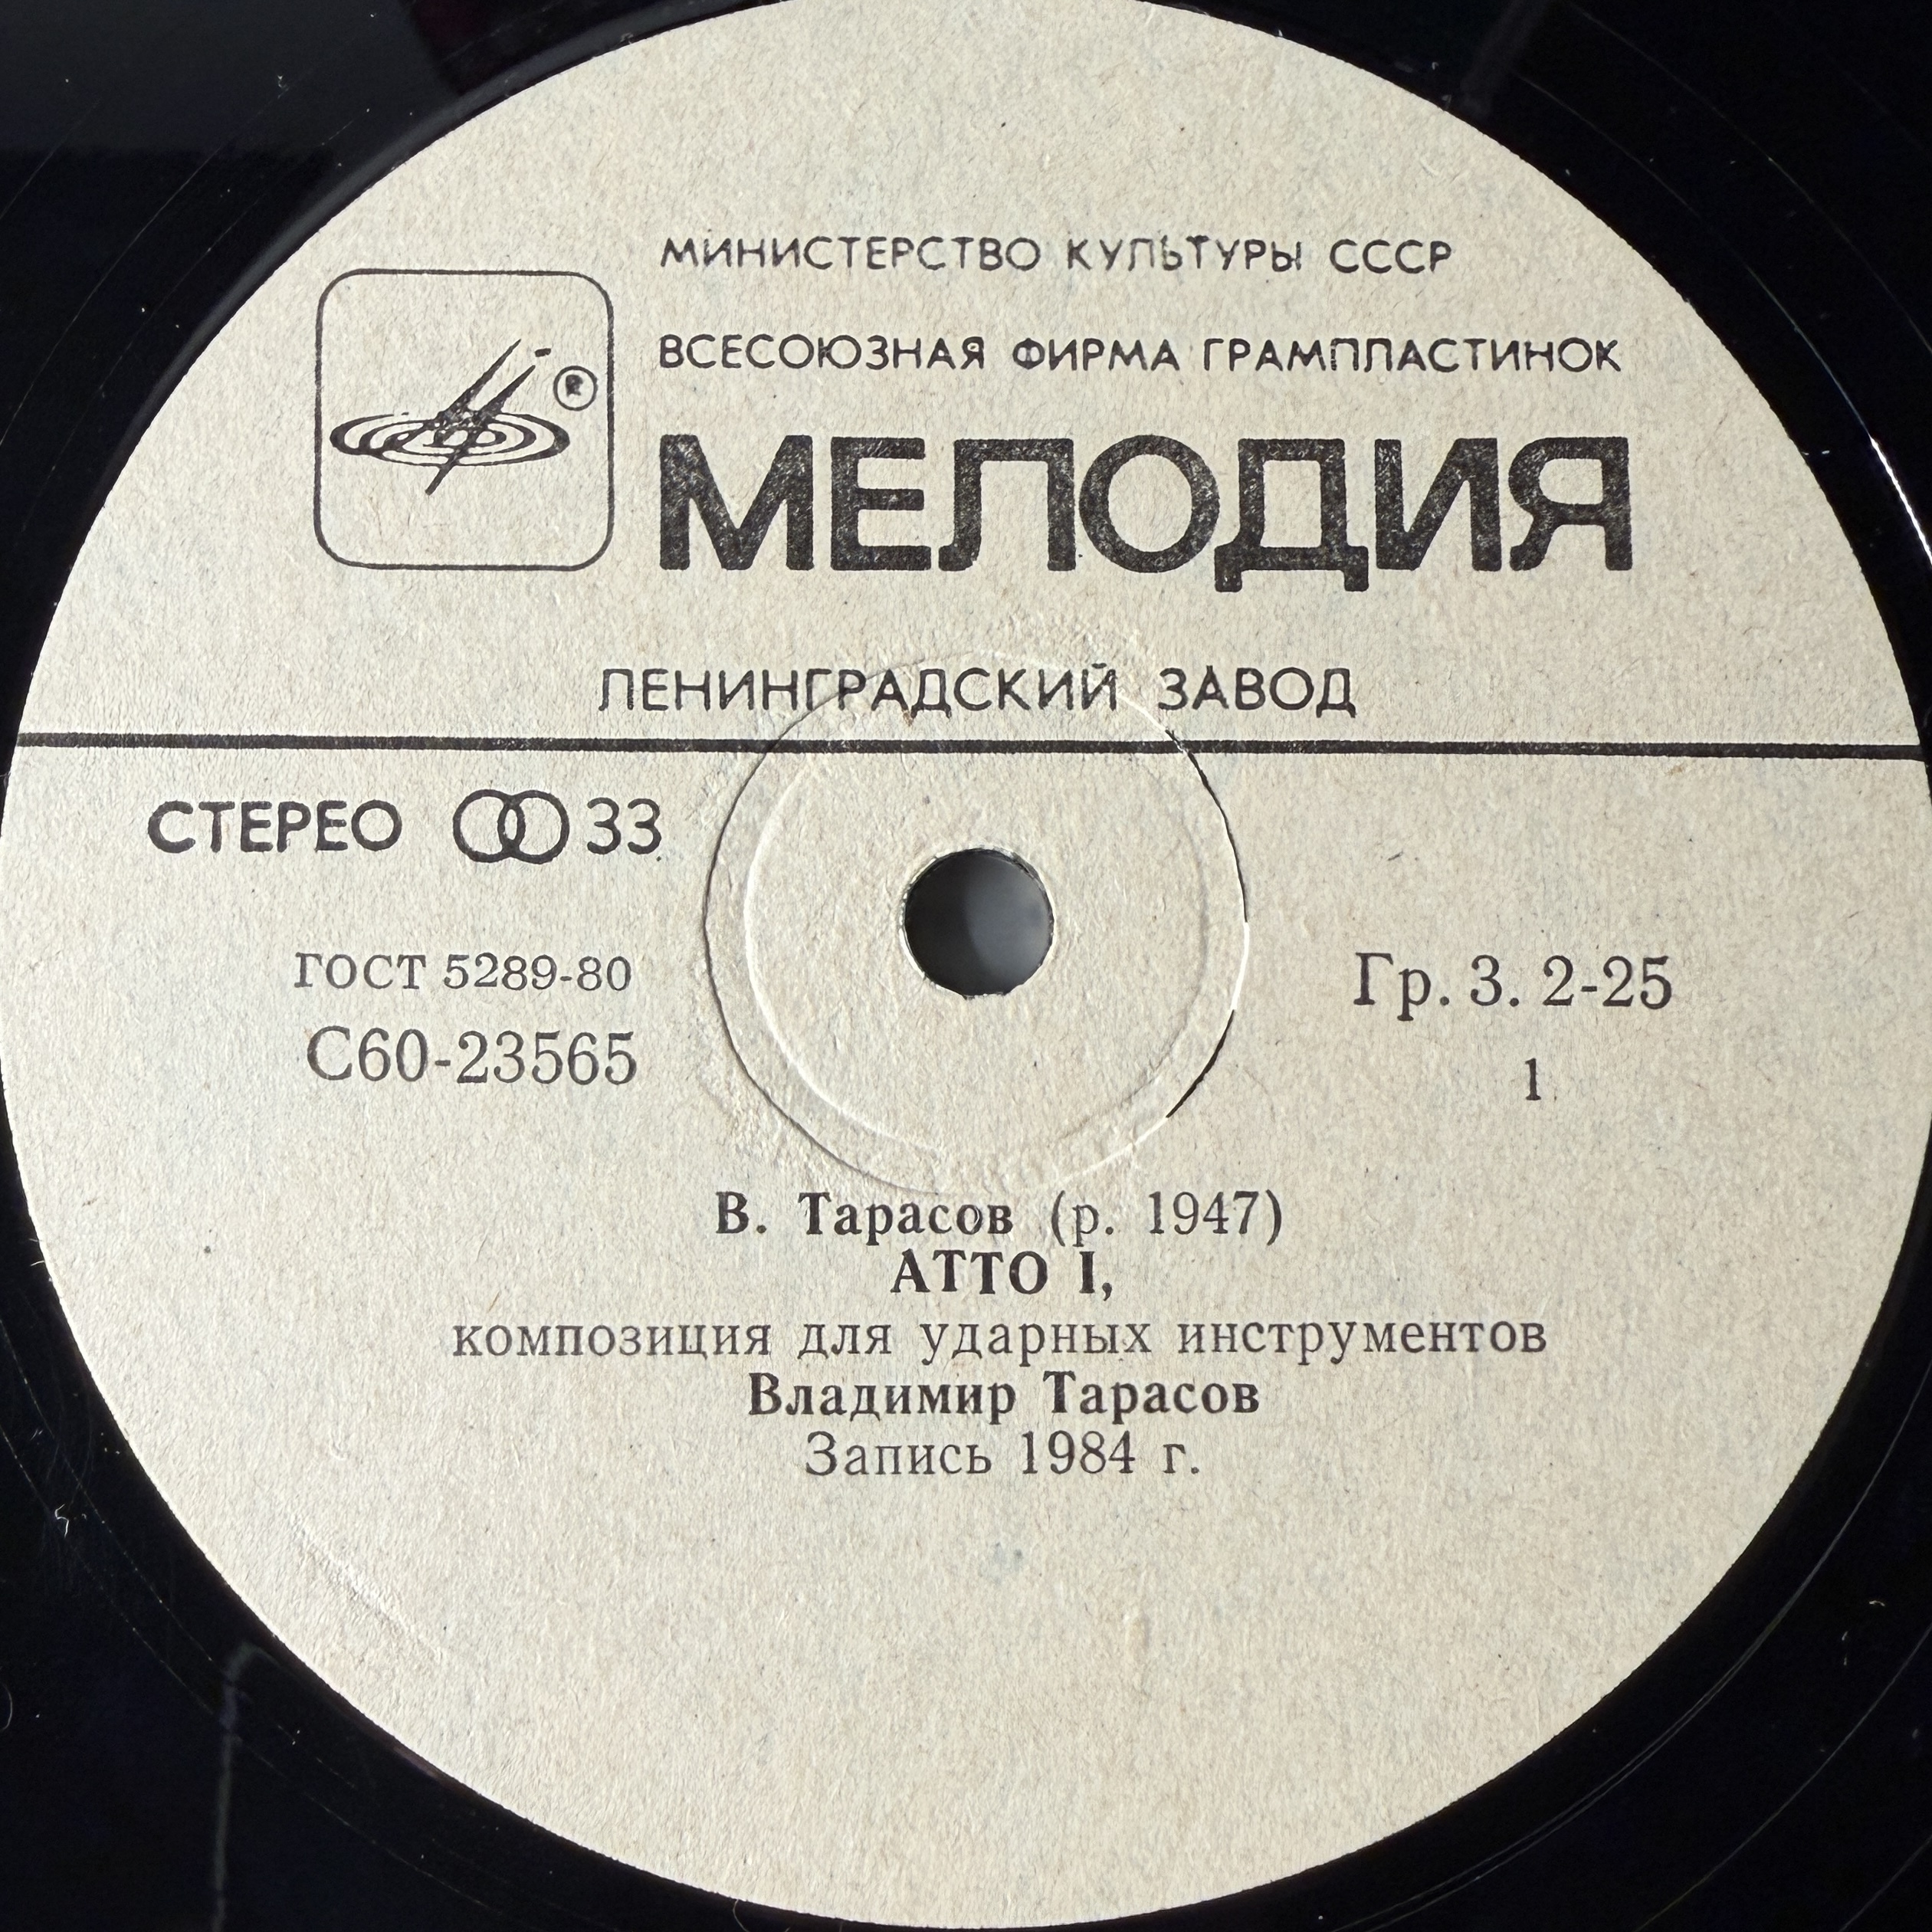 МИНИСТЕРСТВО КУЛЬТУРЫ СССР
ВСЕСОЮЗНАЯ ФИРМА ГРАМПЛАСТИНОК
®
МЕЛОДИЯ
ЛЕНИНГРАДСКИЙ ЗАВОД
СТЕРЕО 33
ГОСТ 5289-80
Гр. 3. 2-25
С60-23565
1
В. Тарасов (р. 1947)
АТТО I,
композиция для ударных инструментов
Владимир Тарасов
Запись 1984 г.